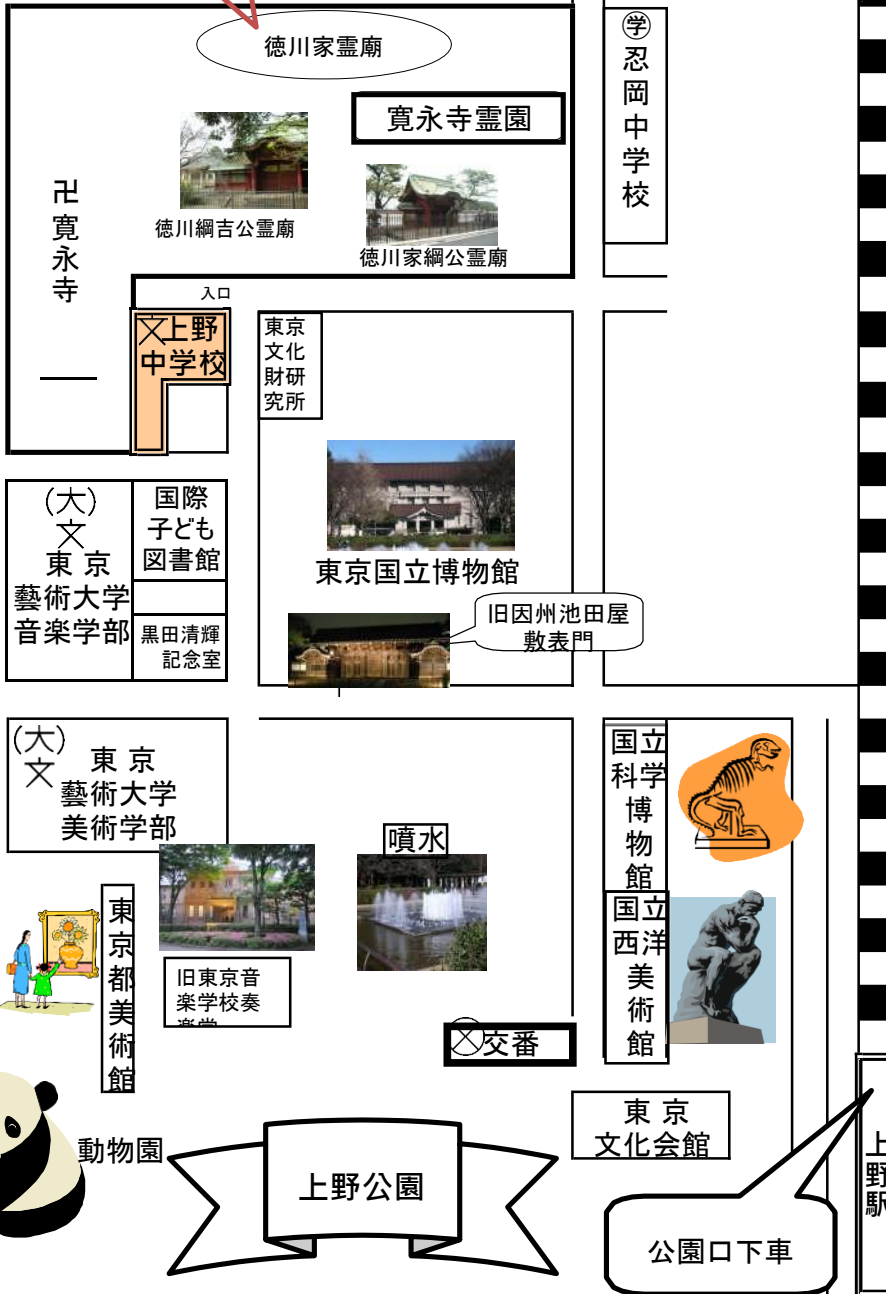 徳川家霊廟
寛永寺霊園
徳川綱吉公霊廟
徳川家綱公霊廟
卍寛永寺
学忍岡中学校
入口
文上野
中学校
東京
文化
財研
究所
東京国立博物館
旧因州池田屋
敷表門
(大)
文
東京
藝術大学
音楽学部
国際
子ども
図書館
黒田清輝
記念室
(大)
文
東京
藝術大学
美術学部
噴水
国立
科学
博
物
館
国立
西洋
美
術
館
東京都美術館
旧東京音
楽学校奏
楽堂
交番
東京
文化会館
動物園
上野公園
公園口下車
上野駅